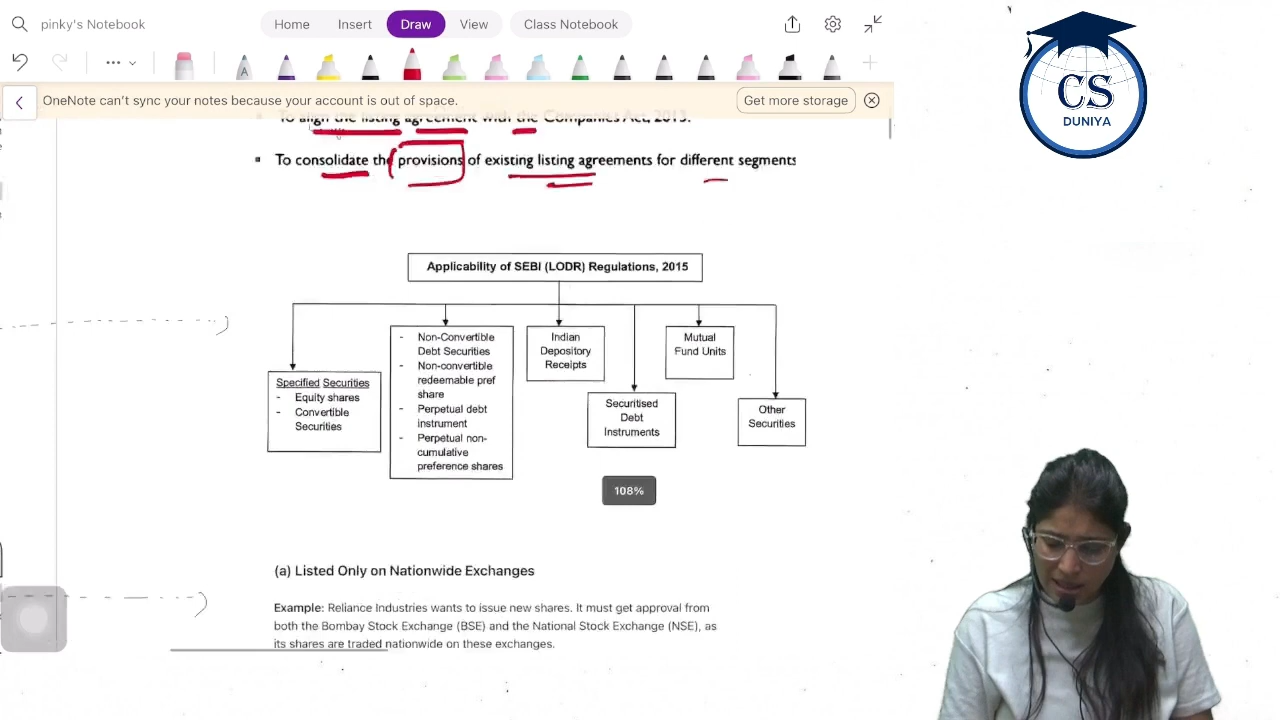 pinky's Notebook
Home
Insert
Draw
View
Class Notebook
A
OneNote can't sync your notes because your account is out of space.
Get more storage
To align the listing agreement with the Companies Act, 2013.
To consolidate the provisions of existing listing agreements for different segments
Applicability of SEBI (LODR) Regulations, 2015
Specified Securities
- Equity shares
- Convertible
Securities
- Non-Convertible
Debt Securities
- Non-convertible
redeemable pref
share
- Perpetual debt
instrument
- Perpetual non-
cumulative
preference shares
Indian
Depository
Receipts
Securitised
Debt
Instruments
Mutual
Fund Units
Other
Securities
108%
(a) Listed Only on Nationwide Exchanges
Example: Reliance Industries wants to issue new shares. It must get approval from
both the Bombay Stock Exchange (BSE) and the National Stock Exchange (NSE), as
its shares are traded nationwide on these exchanges.
CS
DUNIYA